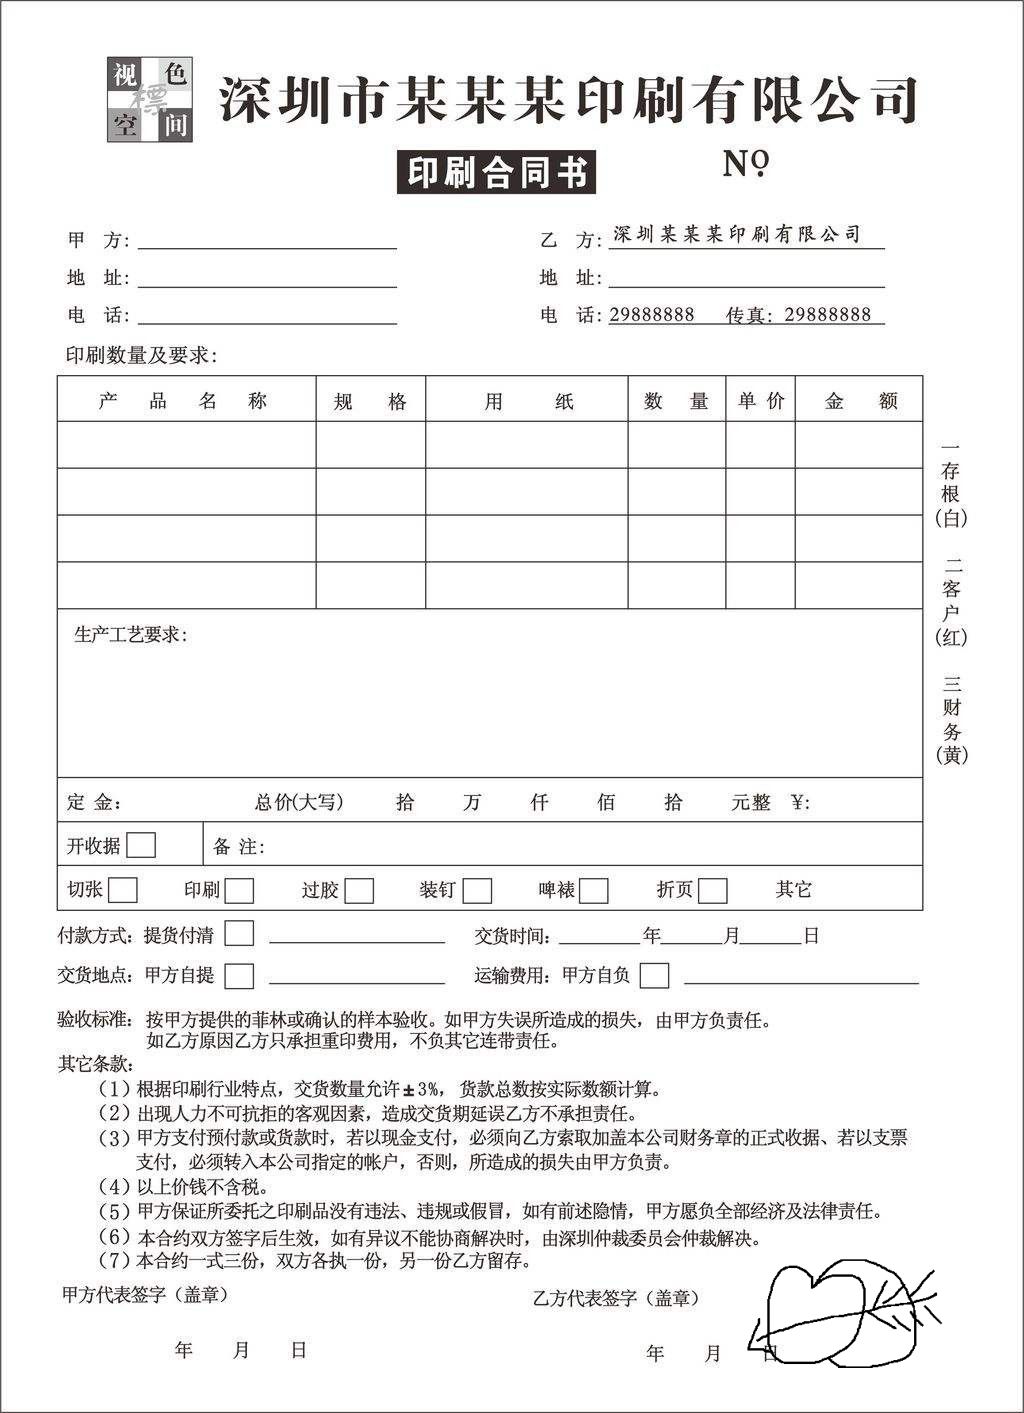 视色
標
空间
深圳市某某某印刷有限公司
印刷合同书
Nº
甲 方:
乙 方: 深圳某某某印刷有限公司
地 址:
地 址:
电 话:
电 话: 29888888 传真: 29888888
印刷数量及要求:
产 品 名 称 规 格 用 纸 数 量 单 价 金 额
一存根(白) 二客户(红) 三财务(黄)
生产工艺要求:
定 金: 总价(大写) 拾 万 仟 佰 拾 元整 ¥:
开收据 备 注:
切张 印刷 过胶 装钉 啤裱 折页 其它
付款方式: 提货付清 交货时间: 年 月 日
交货地点: 甲方自提 运输费用: 甲方自负
验收标准: 按甲方提供的菲林或确认的样本验收。如甲方失误所造成的损失, 由甲方负责任。
如乙方原因乙方只承担重印费用, 不负其它连带责任。
其它条款:
(1) 根据印刷行业特点, 交货数量允许±3%, 货款总数按实际数额计算。
(2) 出现人力不可抗拒的客观因素, 造成交货期延误乙方不承担责任。
(3) 甲方支付预付款或货款时, 若以现金支付, 必须向乙方索取加盖本公司财务章的正式收据、若以支票
支付, 必须转入本公司指定的帐户, 否则, 所造成的损失由甲方负责。
(4) 以上价钱不含税。
(5) 甲方保证所委托之印刷品没有违法、违规或假冒, 如有前述隐情, 甲方愿负全部经济及法律责任。
(6) 本合约双方签字后生效, 如有异议不能协商解决时, 由深圳仲裁委员会仲裁解决。
(7) 本合约一式三份, 双方各执一份, 另一份乙方留存。
甲方代表签字 (盖章)
乙方代表签字 (盖章)
年 月 日
年 月 日